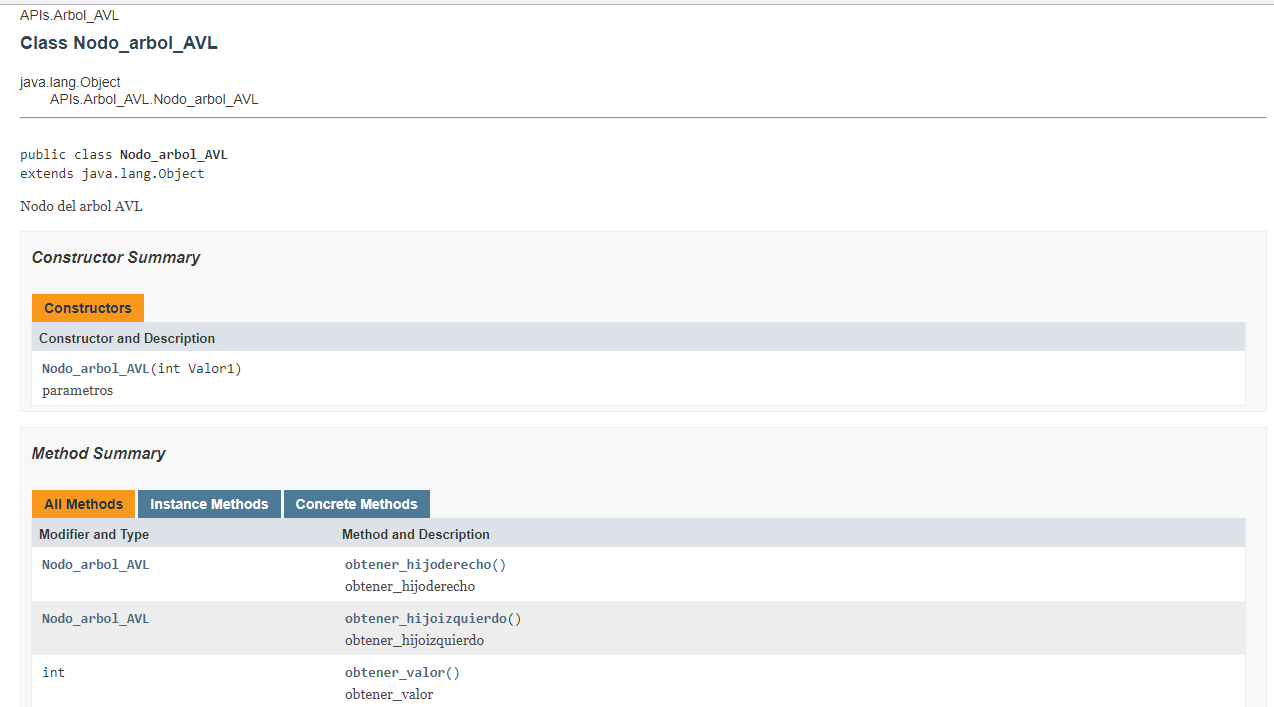 APIs.Arbol_AVL
Class Nodo_arbol_AVL
java.lang.Object
APIs.Arbol_AVL.Nodo_arbol_AVL
public class Nodo_arbol_AVL
extends java.lang.Object
Nodo del arbol AVL
Constructor Summary
Constructors
Constructor and Description
Nodo_arbol_AVL(int Valor1)
parametros
Method Summary
All Methods Instance Methods Concrete Methods
Modifier and Type Method and Description
Nodo_arbol_AVL obtener_hijoderecho()
obtener_hijoderecho
Nodo_arbol_AVL obtener_hijoizquierdo()
obtener_hijoizquierdo
int obtener_valor()
obtener_valor